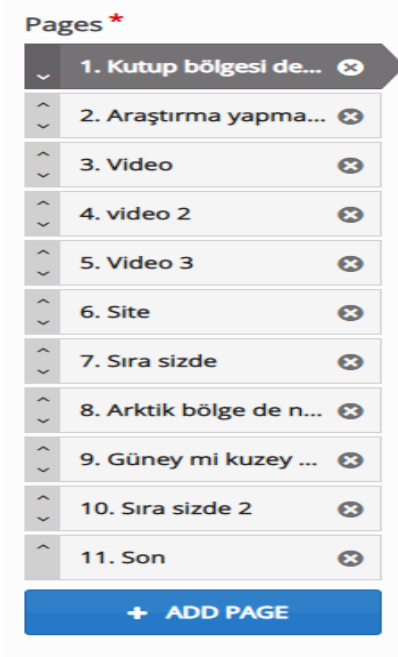 Pages *
1. Kutup bölgesi de...
2. Araştırma yapma...
3. Video
4. video 2
5. Video 3
6. Site
7. Sıra sizde
8. Arktik bölge de n...
9. Güney mi kuzey ...
10. Sıra sizde 2
11. Son
+ ADD PAGE